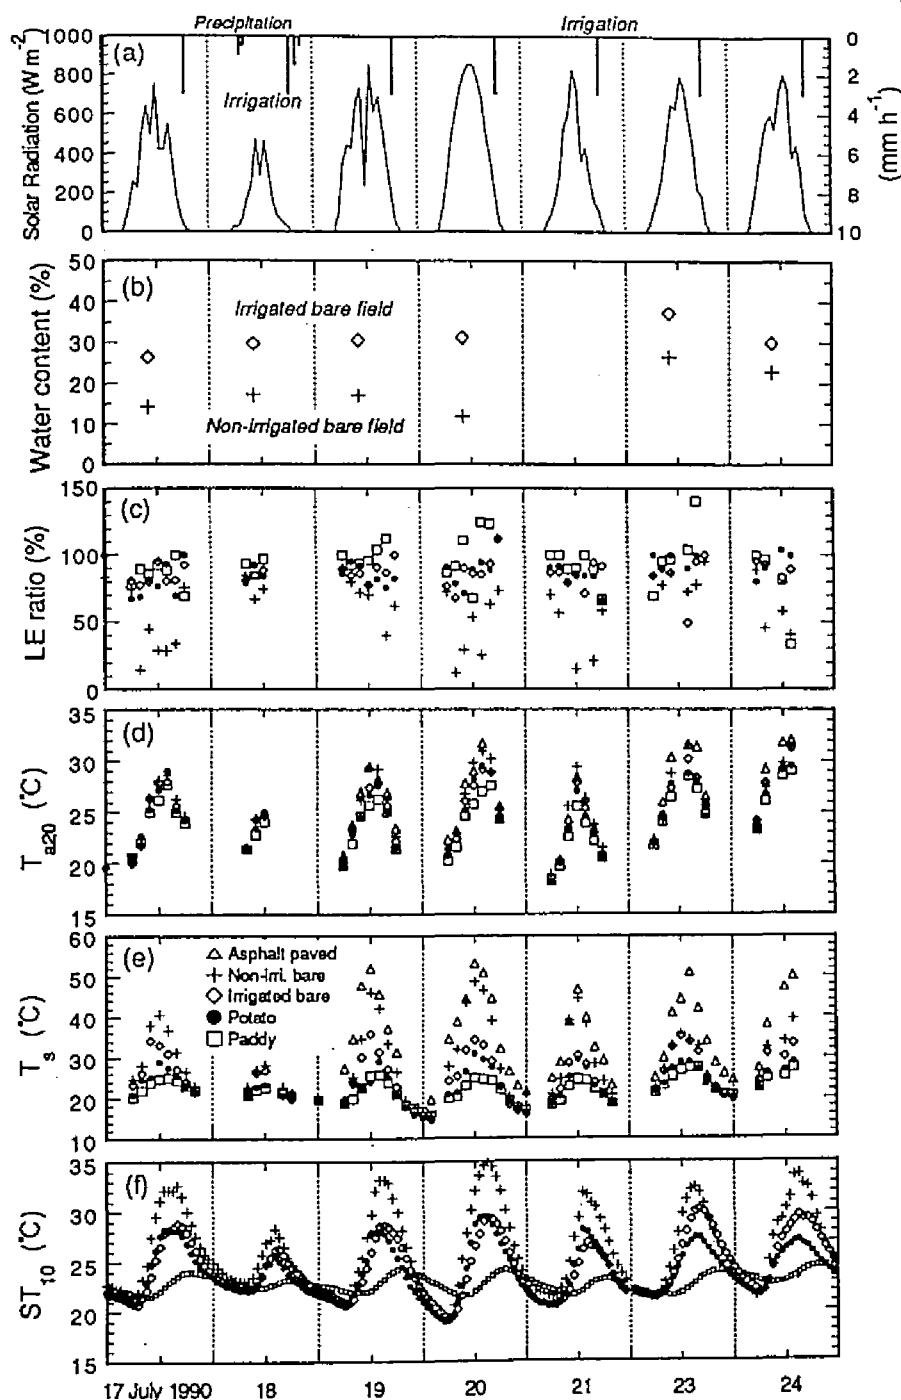 Precipitation Irrigation
(a)
Irrigation
Solar Radiation (W m-2)
1000
800
600
400
200
0
0
2
4
6
8
10
(mm h-1)
(b)
Irrigated bare field
Non-irrigated bare field
Water content (%)
50
40
30
20
10
0
(c)
LE ratio (%)
150
100
50
0
(d)
Ta20 (℃)
35
30
25
20
15
(e)
Asphalt paved
Non-irri. bare
Irrigated bare
Potato
Paddy
Ts (℃)
60
50
40
30
20
10
(f)
ST10 (℃)
35
30
25
20
15
17 July 1990 18 19 20 21 23 24